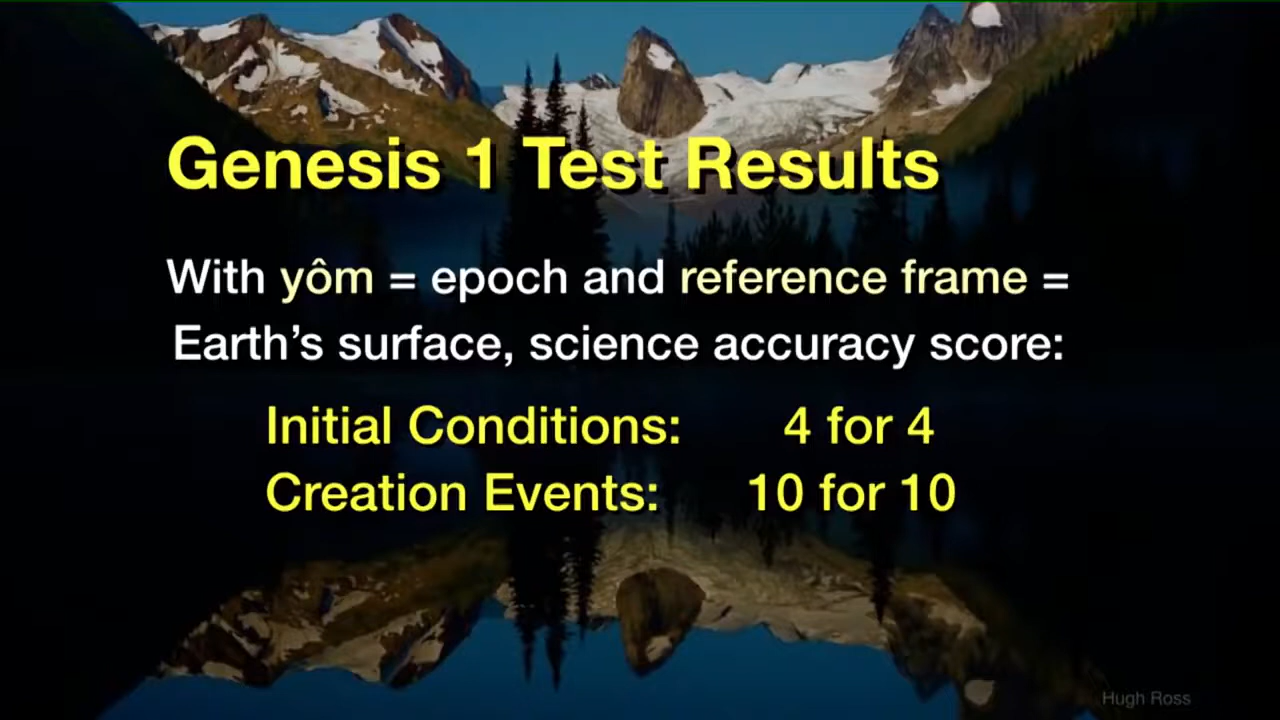 Genesis 1 Test Results
With yôm = epoch and reference frame =
Earth’s surface, science accuracy score:
Initial Conditions: 4 for 4
Creation Events: 10 for 10
Hugh Ross